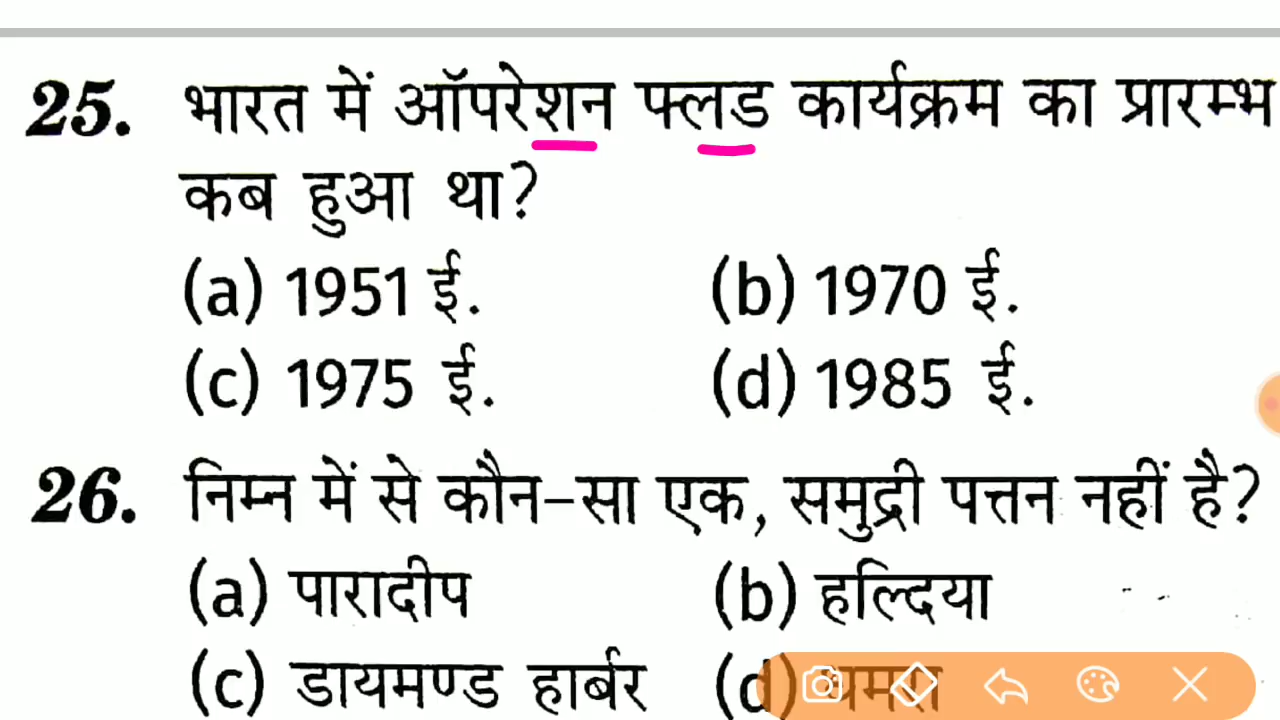 25. भारत में ऑपरेशन फ्लड कार्यक्रम का प्रारम्भ
कब हुआ था?
(a) 1951 ई. (b) 1970 ई.
(c) 1975 ई. (d) 1985 ई.
26. निम्न में से कौन-सा एक, समुद्री पत्तन नहीं है?
(a) पारादीप (b) हल्दिया
(c) डायमण्ड हार्बर (d)